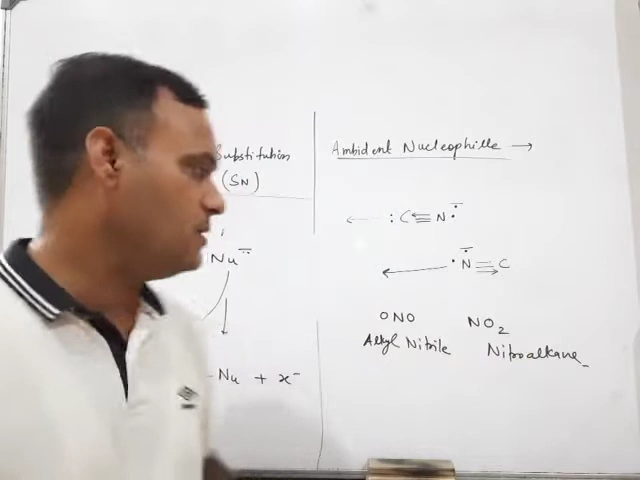 Substitution
(SN)
Nu
-Nu + x⁻
Ambident Nucleophille →
: C ≡ N
N ≡ C
ONO NO₂
Alkyl Nitrile Nitroalkane